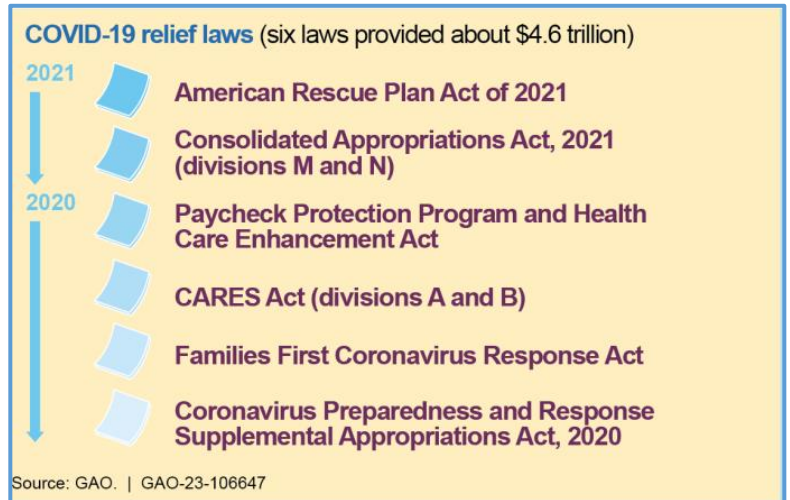 COVID-19 relief laws (six laws provided about $4.6 trillion)
2021
American Rescue Plan Act of 2021
Consolidated Appropriations Act, 2021
(divisions M and N)
2020
Paycheck Protection Program and Health
Care Enhancement Act
CARES Act (divisions A and B)
Families First Coronavirus Response Act
Coronavirus Preparedness and Response
Supplemental Appropriations Act, 2020
Source: GAO. | GAO-23-106647